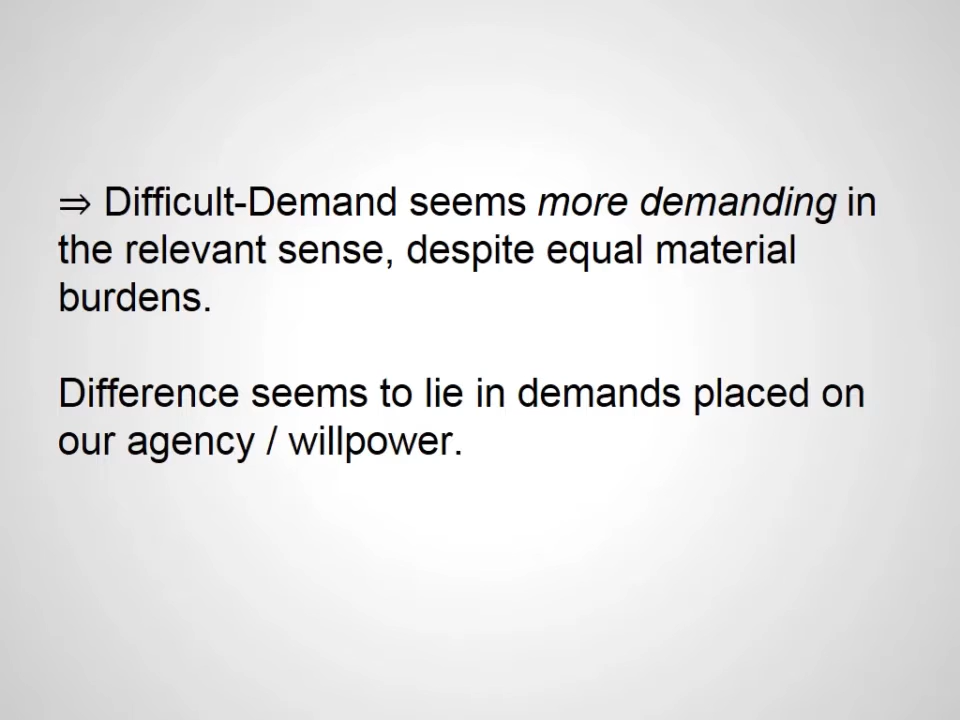 ⇒ Difficult-Demand seems more demanding in
the relevant sense, despite equal material
burdens.
Difference seems to lie in demands placed on
our agency / willpower.